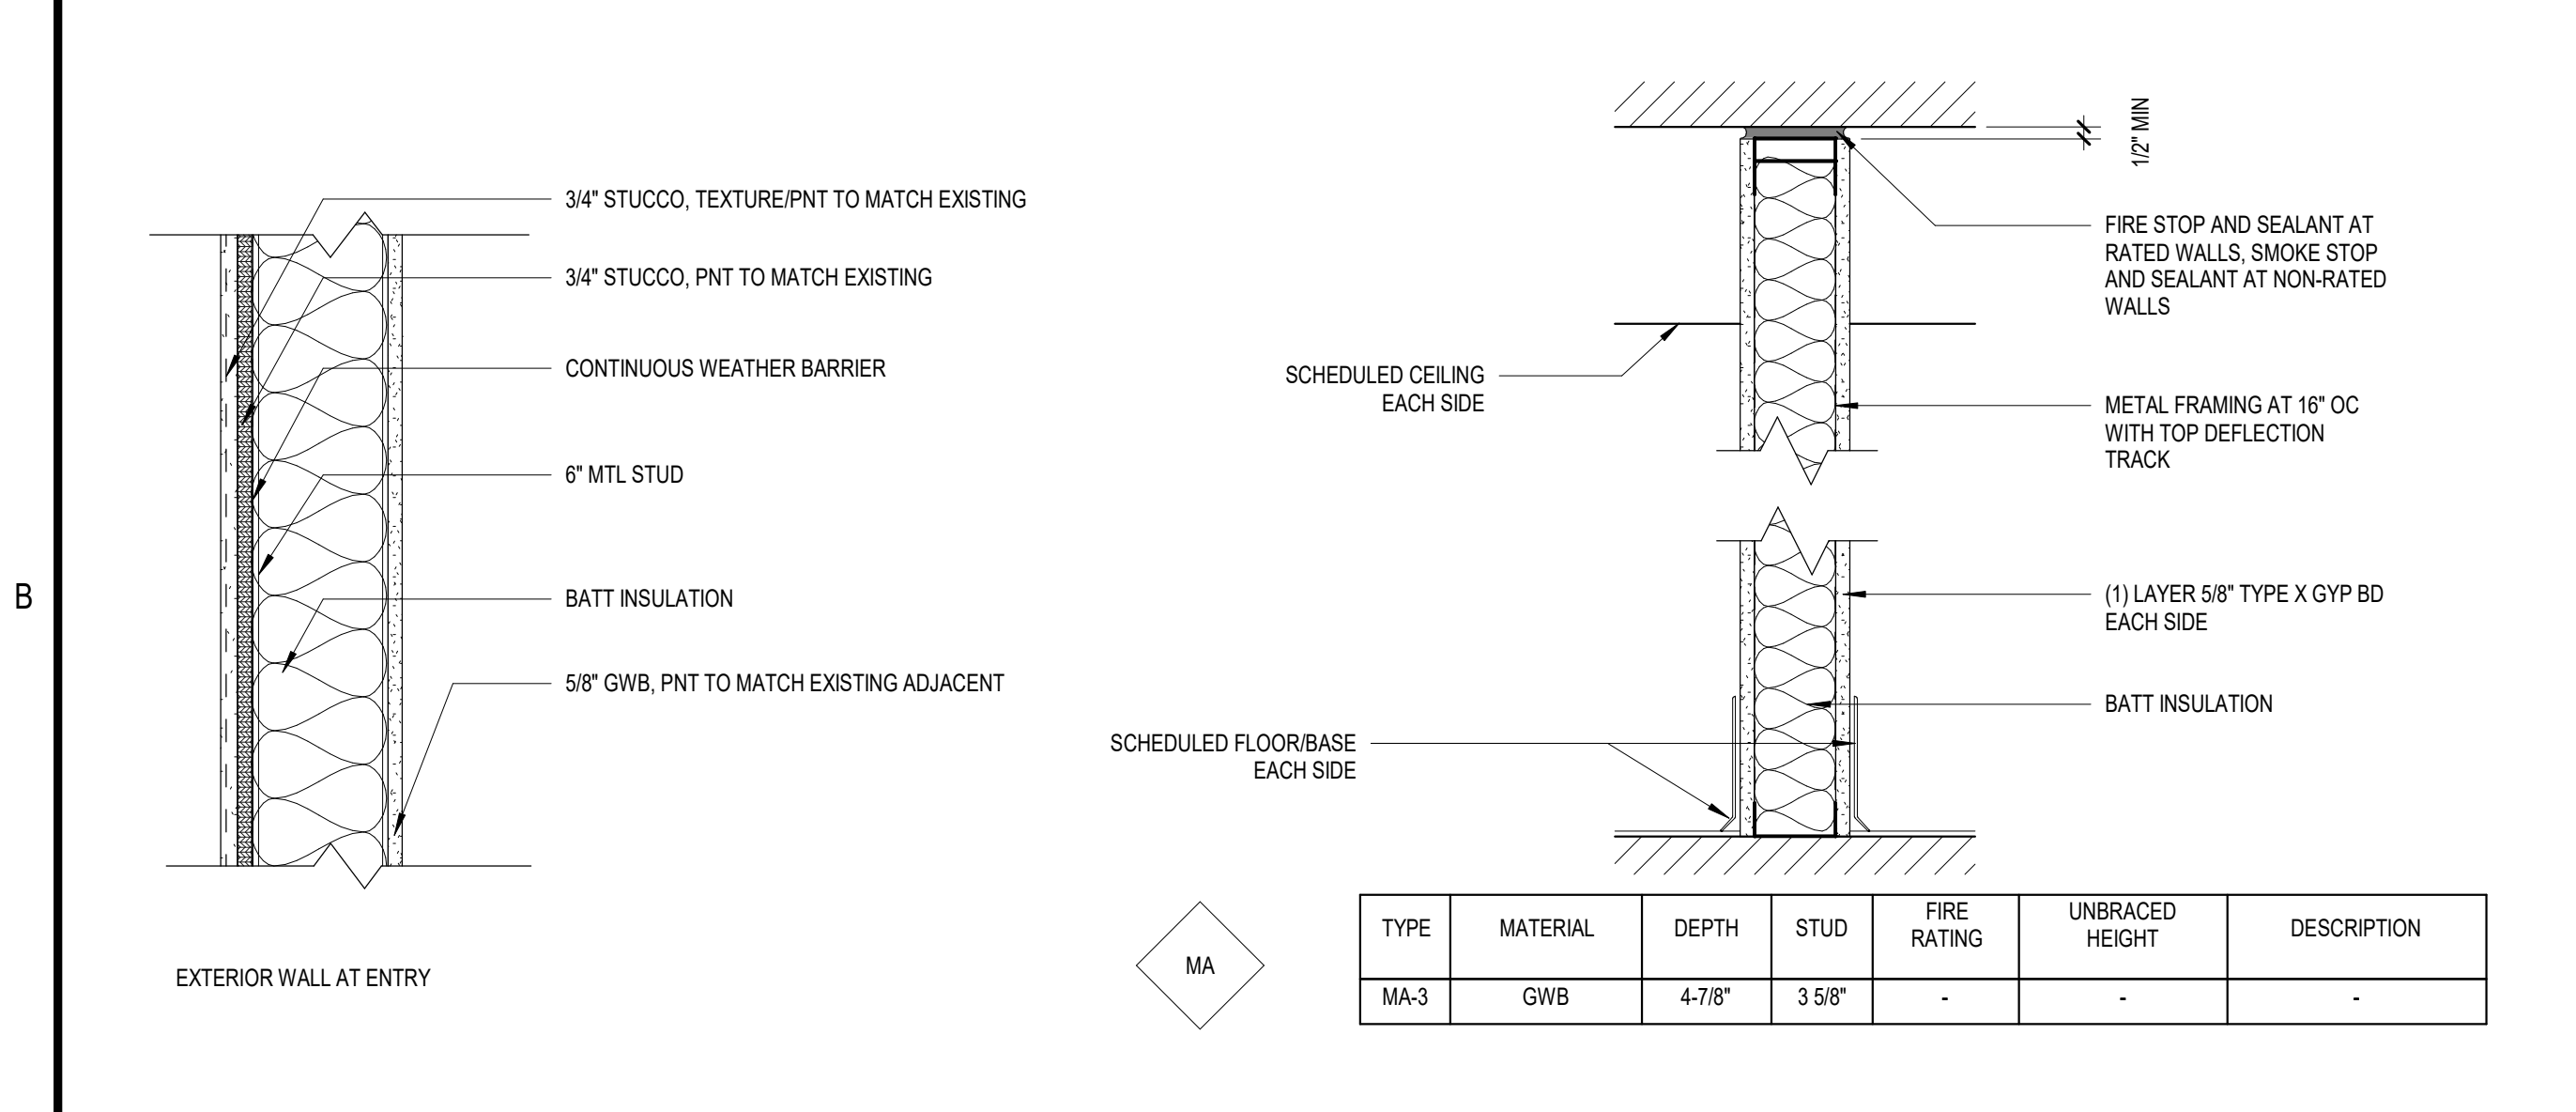 B
3/4" STUCCO, TEXTURE/PNT TO MATCH EXISTING
3/4" STUCCO, PNT TO MATCH EXISTING
CONTINUOUS WEATHER BARRIER
6" MTL STUD
BATT INSULATION
5/8" GWB, PNT TO MATCH EXISTING ADJACENT
EXTERIOR WALL AT ENTRY
1/2" MIN
FIRE STOP AND SEALANT AT
RATED WALLS, SMOKE STOP
AND SEALANT AT NON-RATED
WALLS
SCHEDULED CEILING
EACH SIDE
METAL FRAMING AT 16" OC
WITH TOP DEFLECTION
TRACK
(1) LAYER 5/8" TYPE X GYP BD
EACH SIDE
BATT INSULATION
SCHEDULED FLOOR/BASE
EACH SIDE
MA
TYPE MATERIAL DEPTH STUD FIRE RATING UNBRACED HEIGHT DESCRIPTION
MA-3 GWB 4-7/8" 3 5/8" - - -